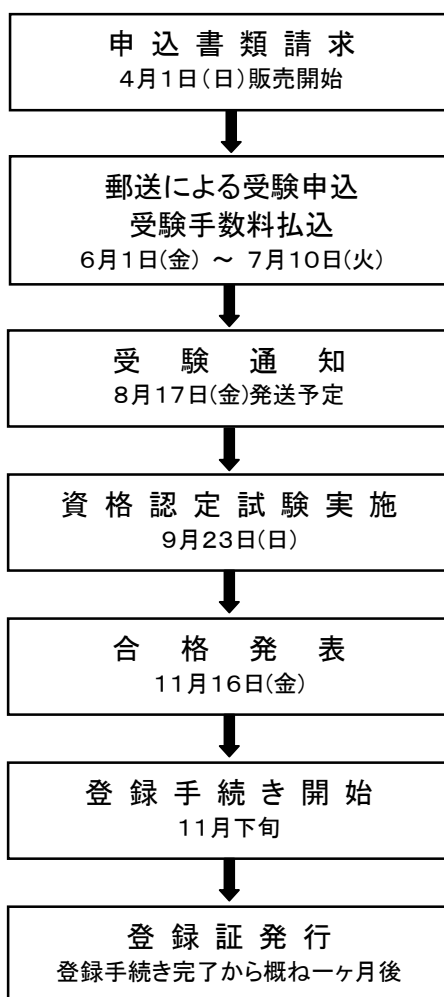 申込書類請求
4月1日(日)販売開始
郵送による受験申込
受験手数料払込
6月1日(金) ～ 7月10日(火)
受験通知
8月17日(金)発送予定
資格認定試験実施
9月23日(日)
合格発表
11月16日(金)
登録手続き開始
11月下旬
登録証発行
登録手続き完了から概ね一ヶ月後